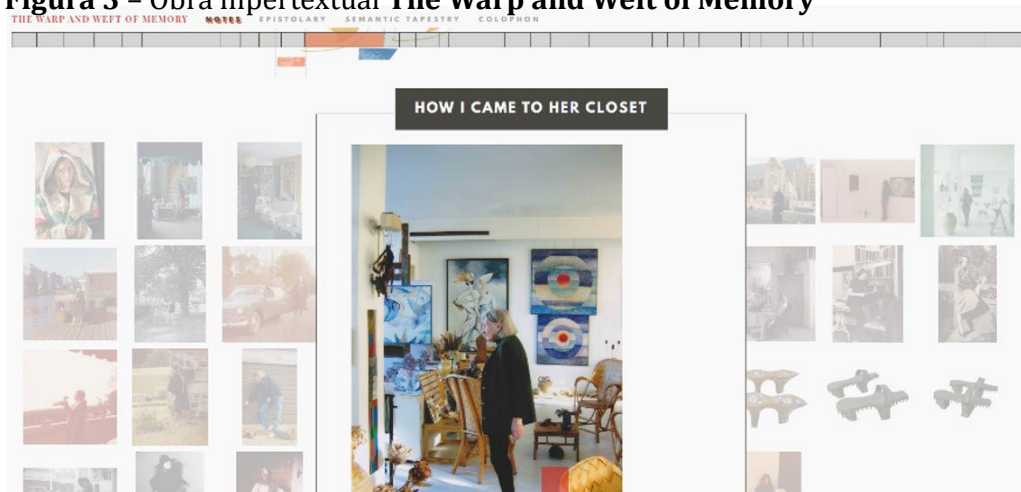 Figura – Obra hipertextual The Warp and Weft of Memory
THE WARP AND WEFT OF MEMORY NOTES EPISTOLARY SEMANTIC TAPESTRY COLOPHON
HOW I CAME TO HER CLOSET